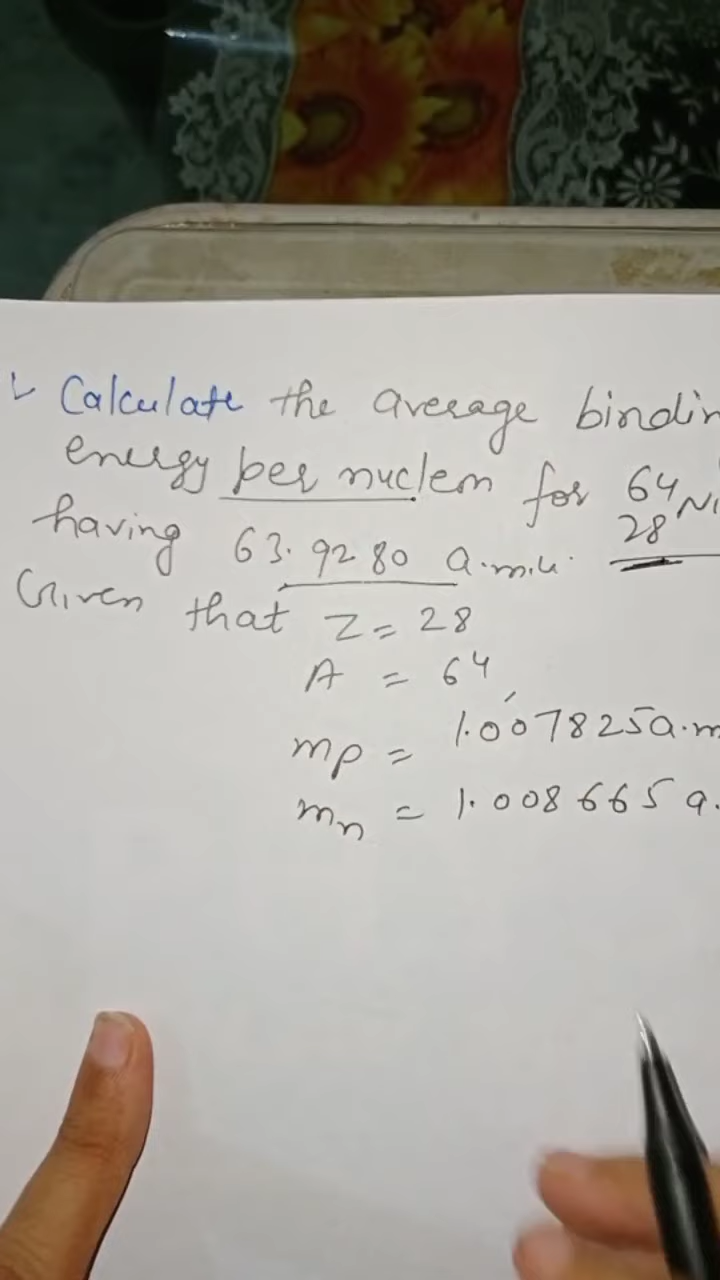 Calculate the average bindin
energy per nuclem for 64 28 Ni
having 63.9280 a.m.u.
Given that Z = 28
A = 64
mp = 1.007825 a.m
mn = 1.008665 a.